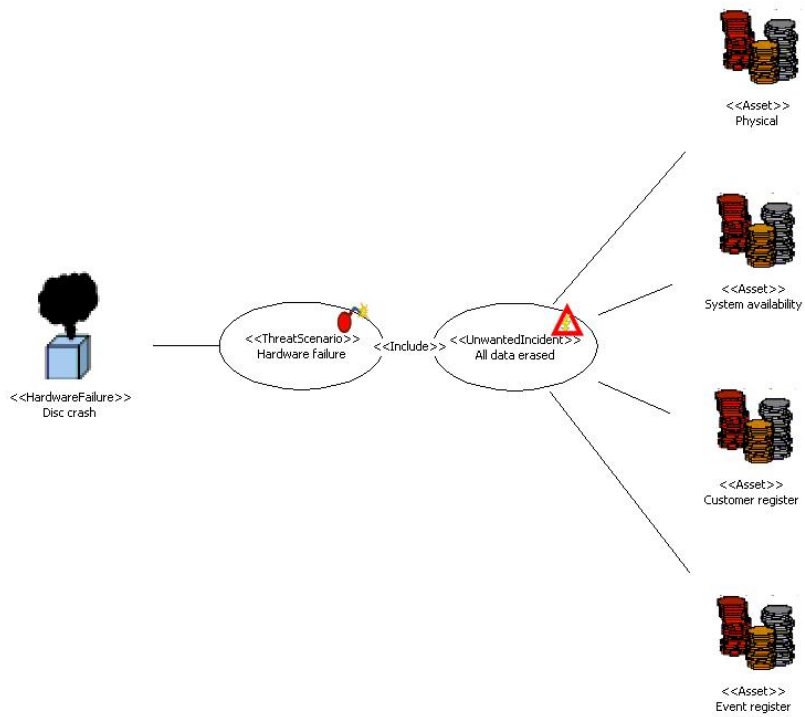 <<Asset>>
Physical
<<Asset>>
System availability
<<ThreatScenario>>
Hardware failure
<<Include>>
<<UnwantedIncident>>
All data erased
<<HardwareFailure>>
Disc crash
<<Asset>>
Customer register
<<Asset>>
Event register